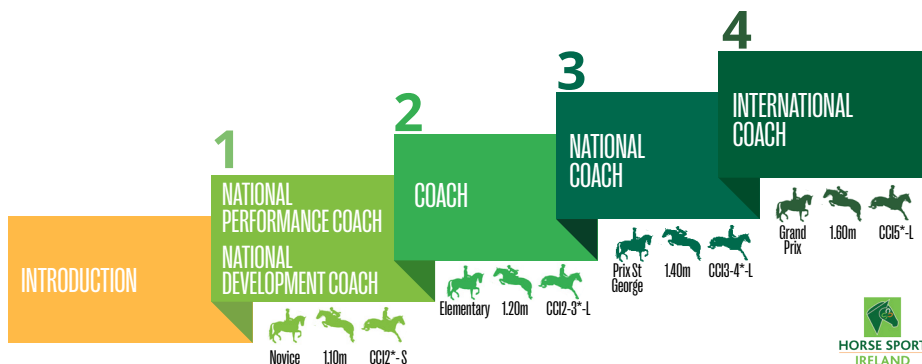 INTRODUCTION
1
NATIONAL
PERFORMANCE COACH
NATIONAL
DEVELOPMENT COACH
Novice
1.10m
CCI2*- S
2
COACH
Elementary
1.20m
CCI2-3*-L
3
NATIONAL
COACH
Prix St
George
1.40m
CCI3-4*-L
4
INTERNATIONAL
COACH
Grand
Prix
1.60m
CCI5*-L
HORSE SPORT
IRELAND